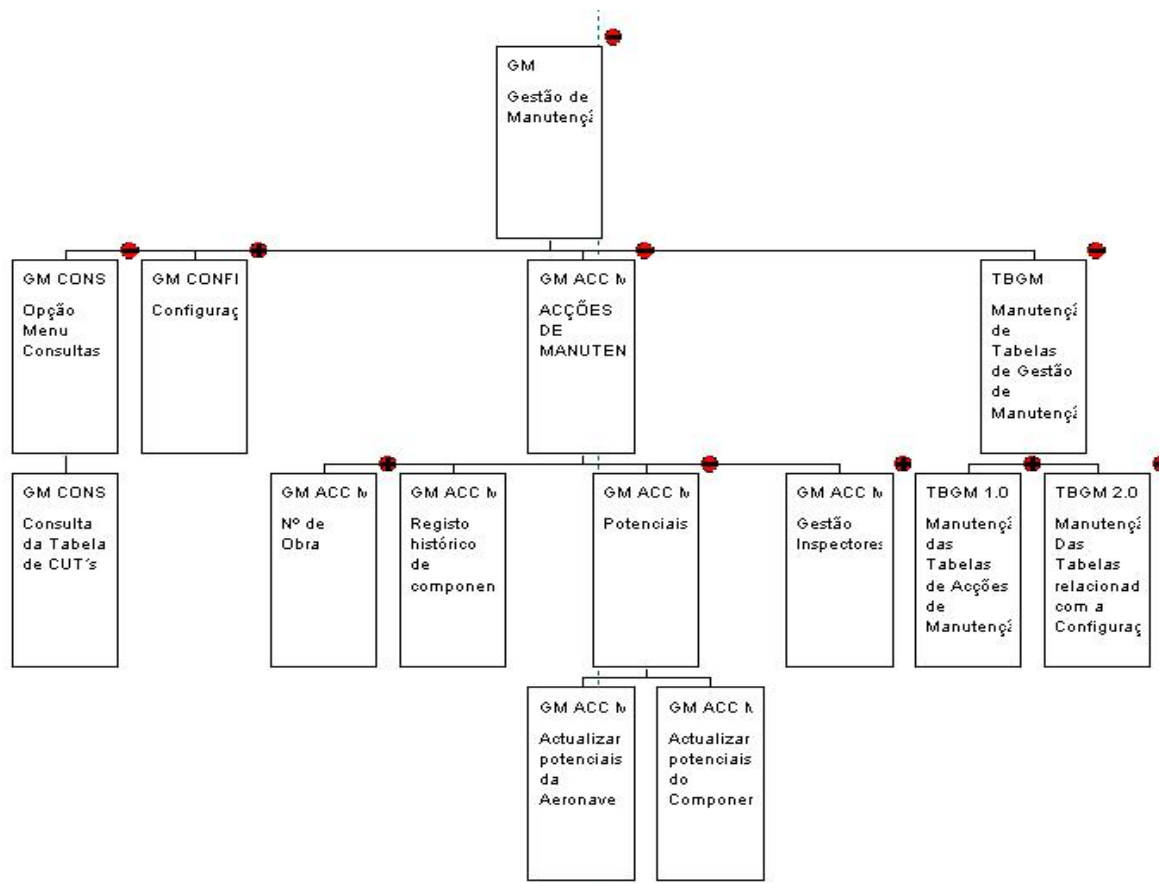 GM
Gestão de
Manutençã
GM CONS
Opção
Menu
Consultas
GM CONFI
Configuraç
GM ACC M
ACÇÕES
DE
MANUTEN
TBGM
Manutençã
de
Tabelas
de Gestão
de
Manutençã
GM CONS
Consulta
da Tabela
de CUT´s
GM ACC M
Nº de
Obra
GM ACC M
Registo
histórico
de
componen
GM ACC M
Potenciais
GM ACC M
Gestão
Inspectores
TBGM 1.0
Manutençã
das
Tabelas
de Acções
de
Manutençã
TBGM 2.0
Manutençã
Das
Tabelas
relacionad
com a
Configuraç
GM ACC M
Actualizar
potenciais
da
Aeronave
GM ACC M
Actualizar
potenciais
do
Componen